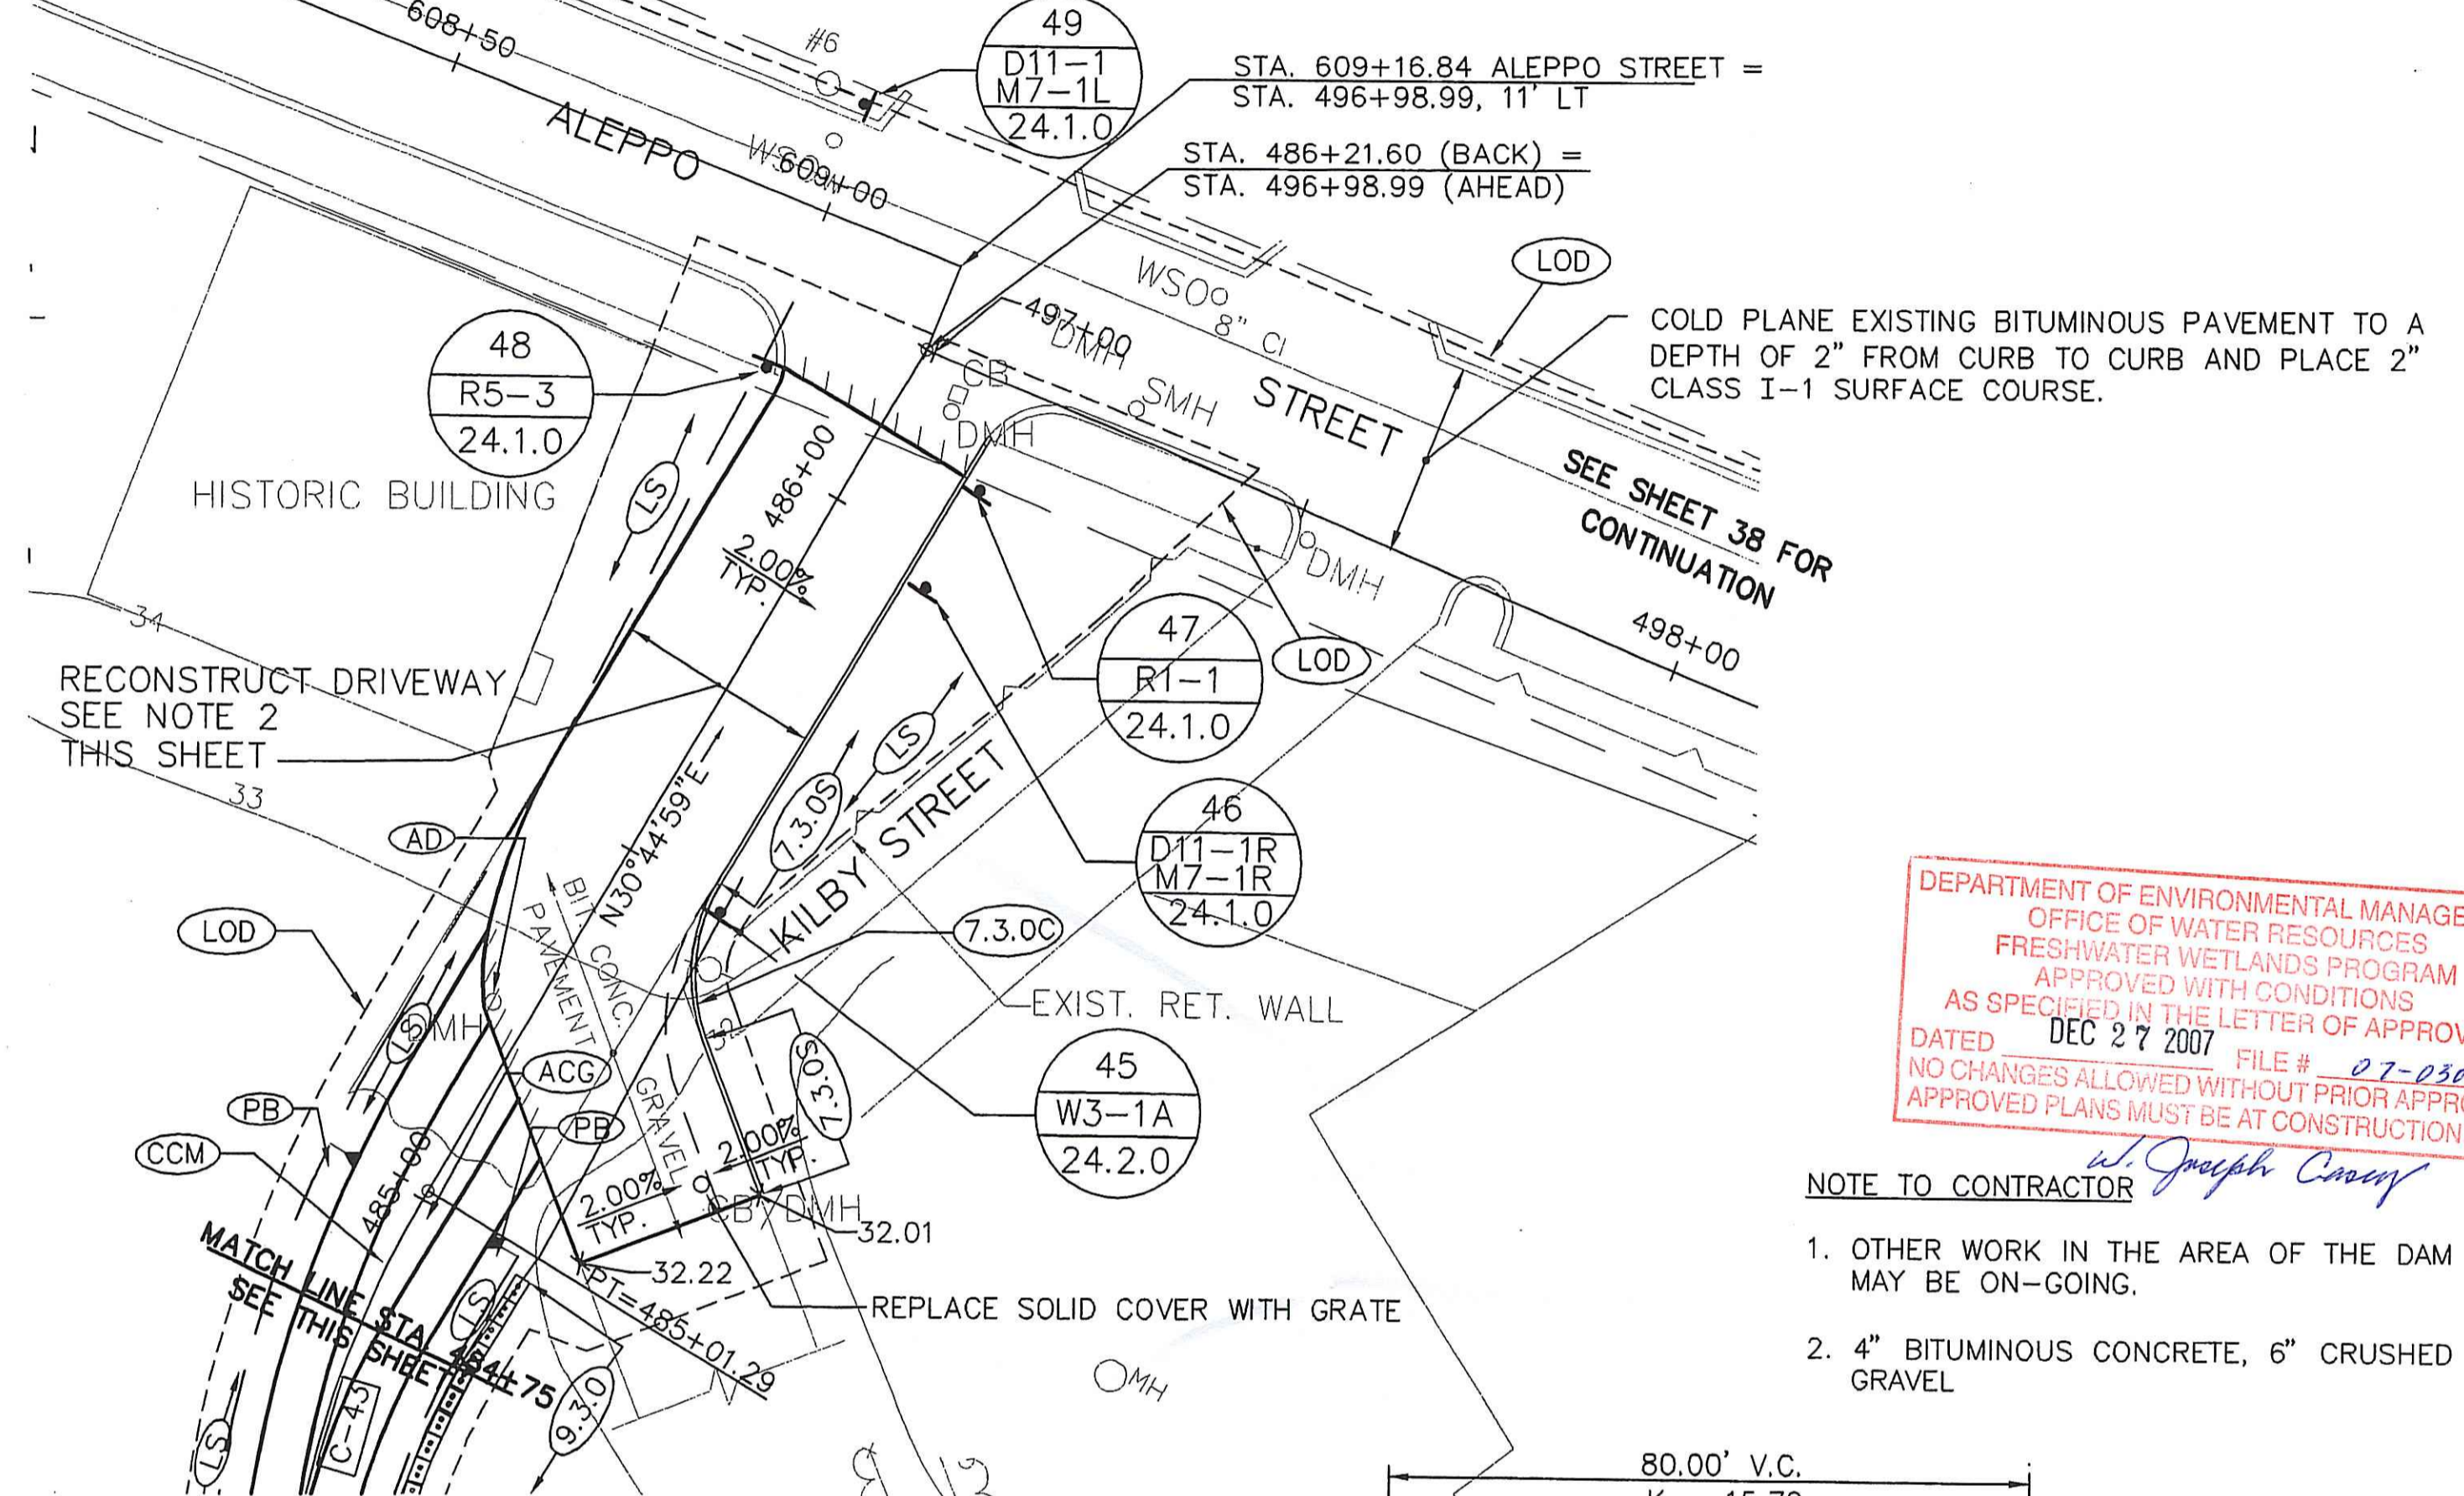 608+50
#6
49
D11-1
M7-1L
24.1.0
STA. 609+16.84 ALEPPO STREET =
STA. 496+98.99, 11' LT
STA. 486+21.60 (BACK) =
STA. 496+98.99 (AHEAD)
ALEPPO
609+00
WSO
8" CI
LOD
COLD PLANE EXISTING BITUMINOUS PAVEMENT TO A
DEPTH OF 2" FROM CURB TO CURB AND PLACE 2"
CLASS I-1 SURFACE COURSE.
497+00
DMH
CB
DMH
SMH
STREET
48
R5-3
24.1.0
HISTORIC BUILDING
LS
486+00
2.00%
TYP.
SEE SHEET 38 FOR
CONTINUATION
DMH
498+00
34
47
R1-1
24.1.0
LOD
RECONSTRUCT DRIVEWAY
SEE NOTE 2
THIS SHEET
33
N30°44'59"E
LS
7.3.0S
KILBY STREET
46
D11-1R
M7-1R
24.1.0
AD
LOD
BIT. CONC.
PAVEMENT
7.3.0C
EXIST. RET. WALL
LS
DMH
ACG
GRAVEL
7.3.0S
45
W3-1A
24.2.0
PB
PB
CCM
485+00
2.00%
TYP.
2.00%
TYP.
CB/DMH
32.01
32.22
PT=485+01.29
REPLACE SOLID COVER WITH GRATE
MATCH LINE STA. 484+75
SEE THIS SHEET
LS
9.3.0
C-43
LS
MH
DEPARTMENT OF ENVIRONMENTAL MANAGE
OFFICE OF WATER RESOURCES
FRESHWATER WETLANDS PROGRAM
APPROVED WITH CONDITIONS
AS SPECIFIED IN THE LETTER OF APPROV
DATED DEC 27 2007 FILE # 07-030
NO CHANGES ALLOWED WITHOUT PRIOR APPRO
APPROVED PLANS MUST BE AT CONSTRUCTION
W. Joseph Casey
NOTE TO CONTRACTOR
1. OTHER WORK IN THE AREA OF THE DAM
MAY BE ON-GOING.
2. 4" BITUMINOUS CONCRETE, 6" CRUSHED
GRAVEL
80.00' V.C.